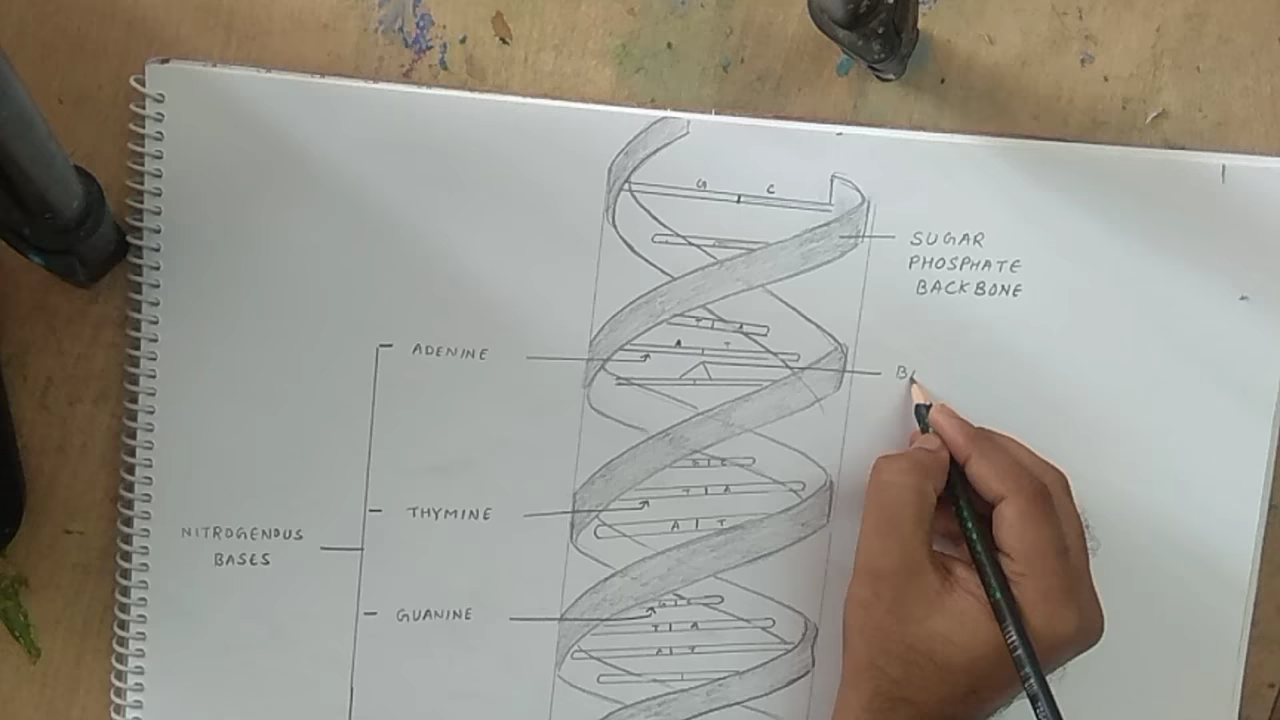 G C
SUGAR
PHOSPHATE
BACKBONE
T A
A T
ADENINE
B
G C
T A
THYMINE
A T
NITROGENOUS
BASES
G C
GUANINE
T A
A T